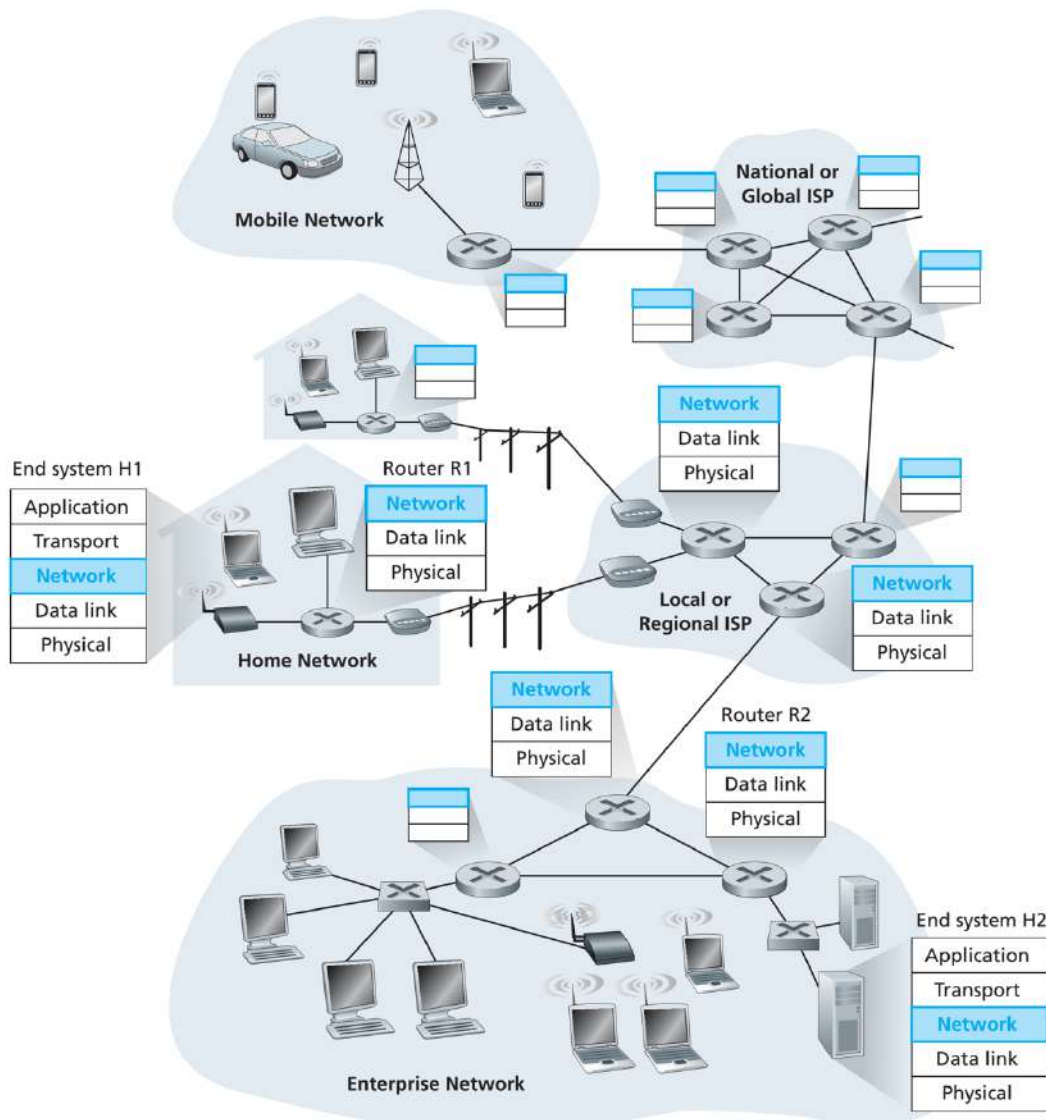 Mobile Network
National or
Global ISP
Network
Data link
Physical
End system H1
Application
Transport
Network
Data link
Physical
Router R1
Network
Data link
Physical
Home Network
Local or
Regional ISP
Network
Data link
Physical
Network
Data link
Physical
Router R2
Network
Data link
Physical
End system H2
Application
Transport
Network
Data link
Physical
Enterprise Network